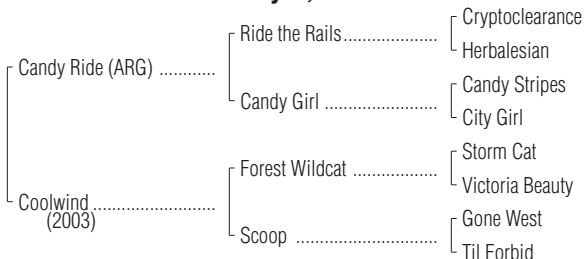 Cryptoclearance
Ride the Rails
Herbalesian
Candy Ride (ARG)
Candy Stripes
Candy Girl
City Girl
Storm Cat
Forest Wildcat
Victoria Beauty
Coolwind
(2003)
Gone West
Scoop
Til Forbid